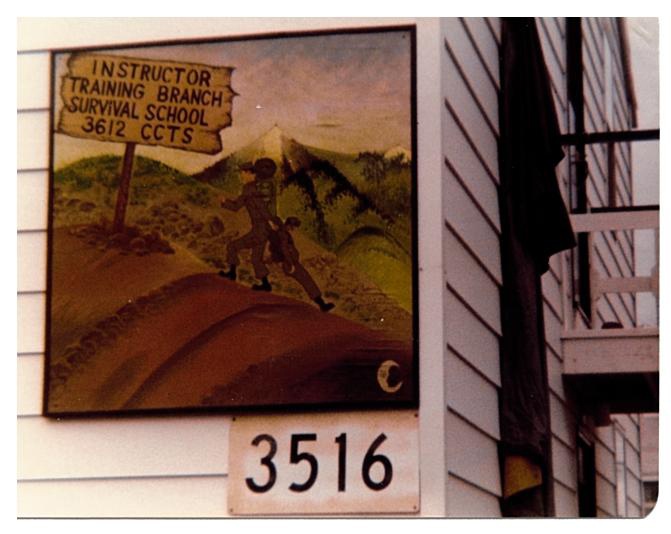 INSTRUCTOR
TRAINING BRANCH
SURVIVAL SCHOOL
3612 CCTS
3516